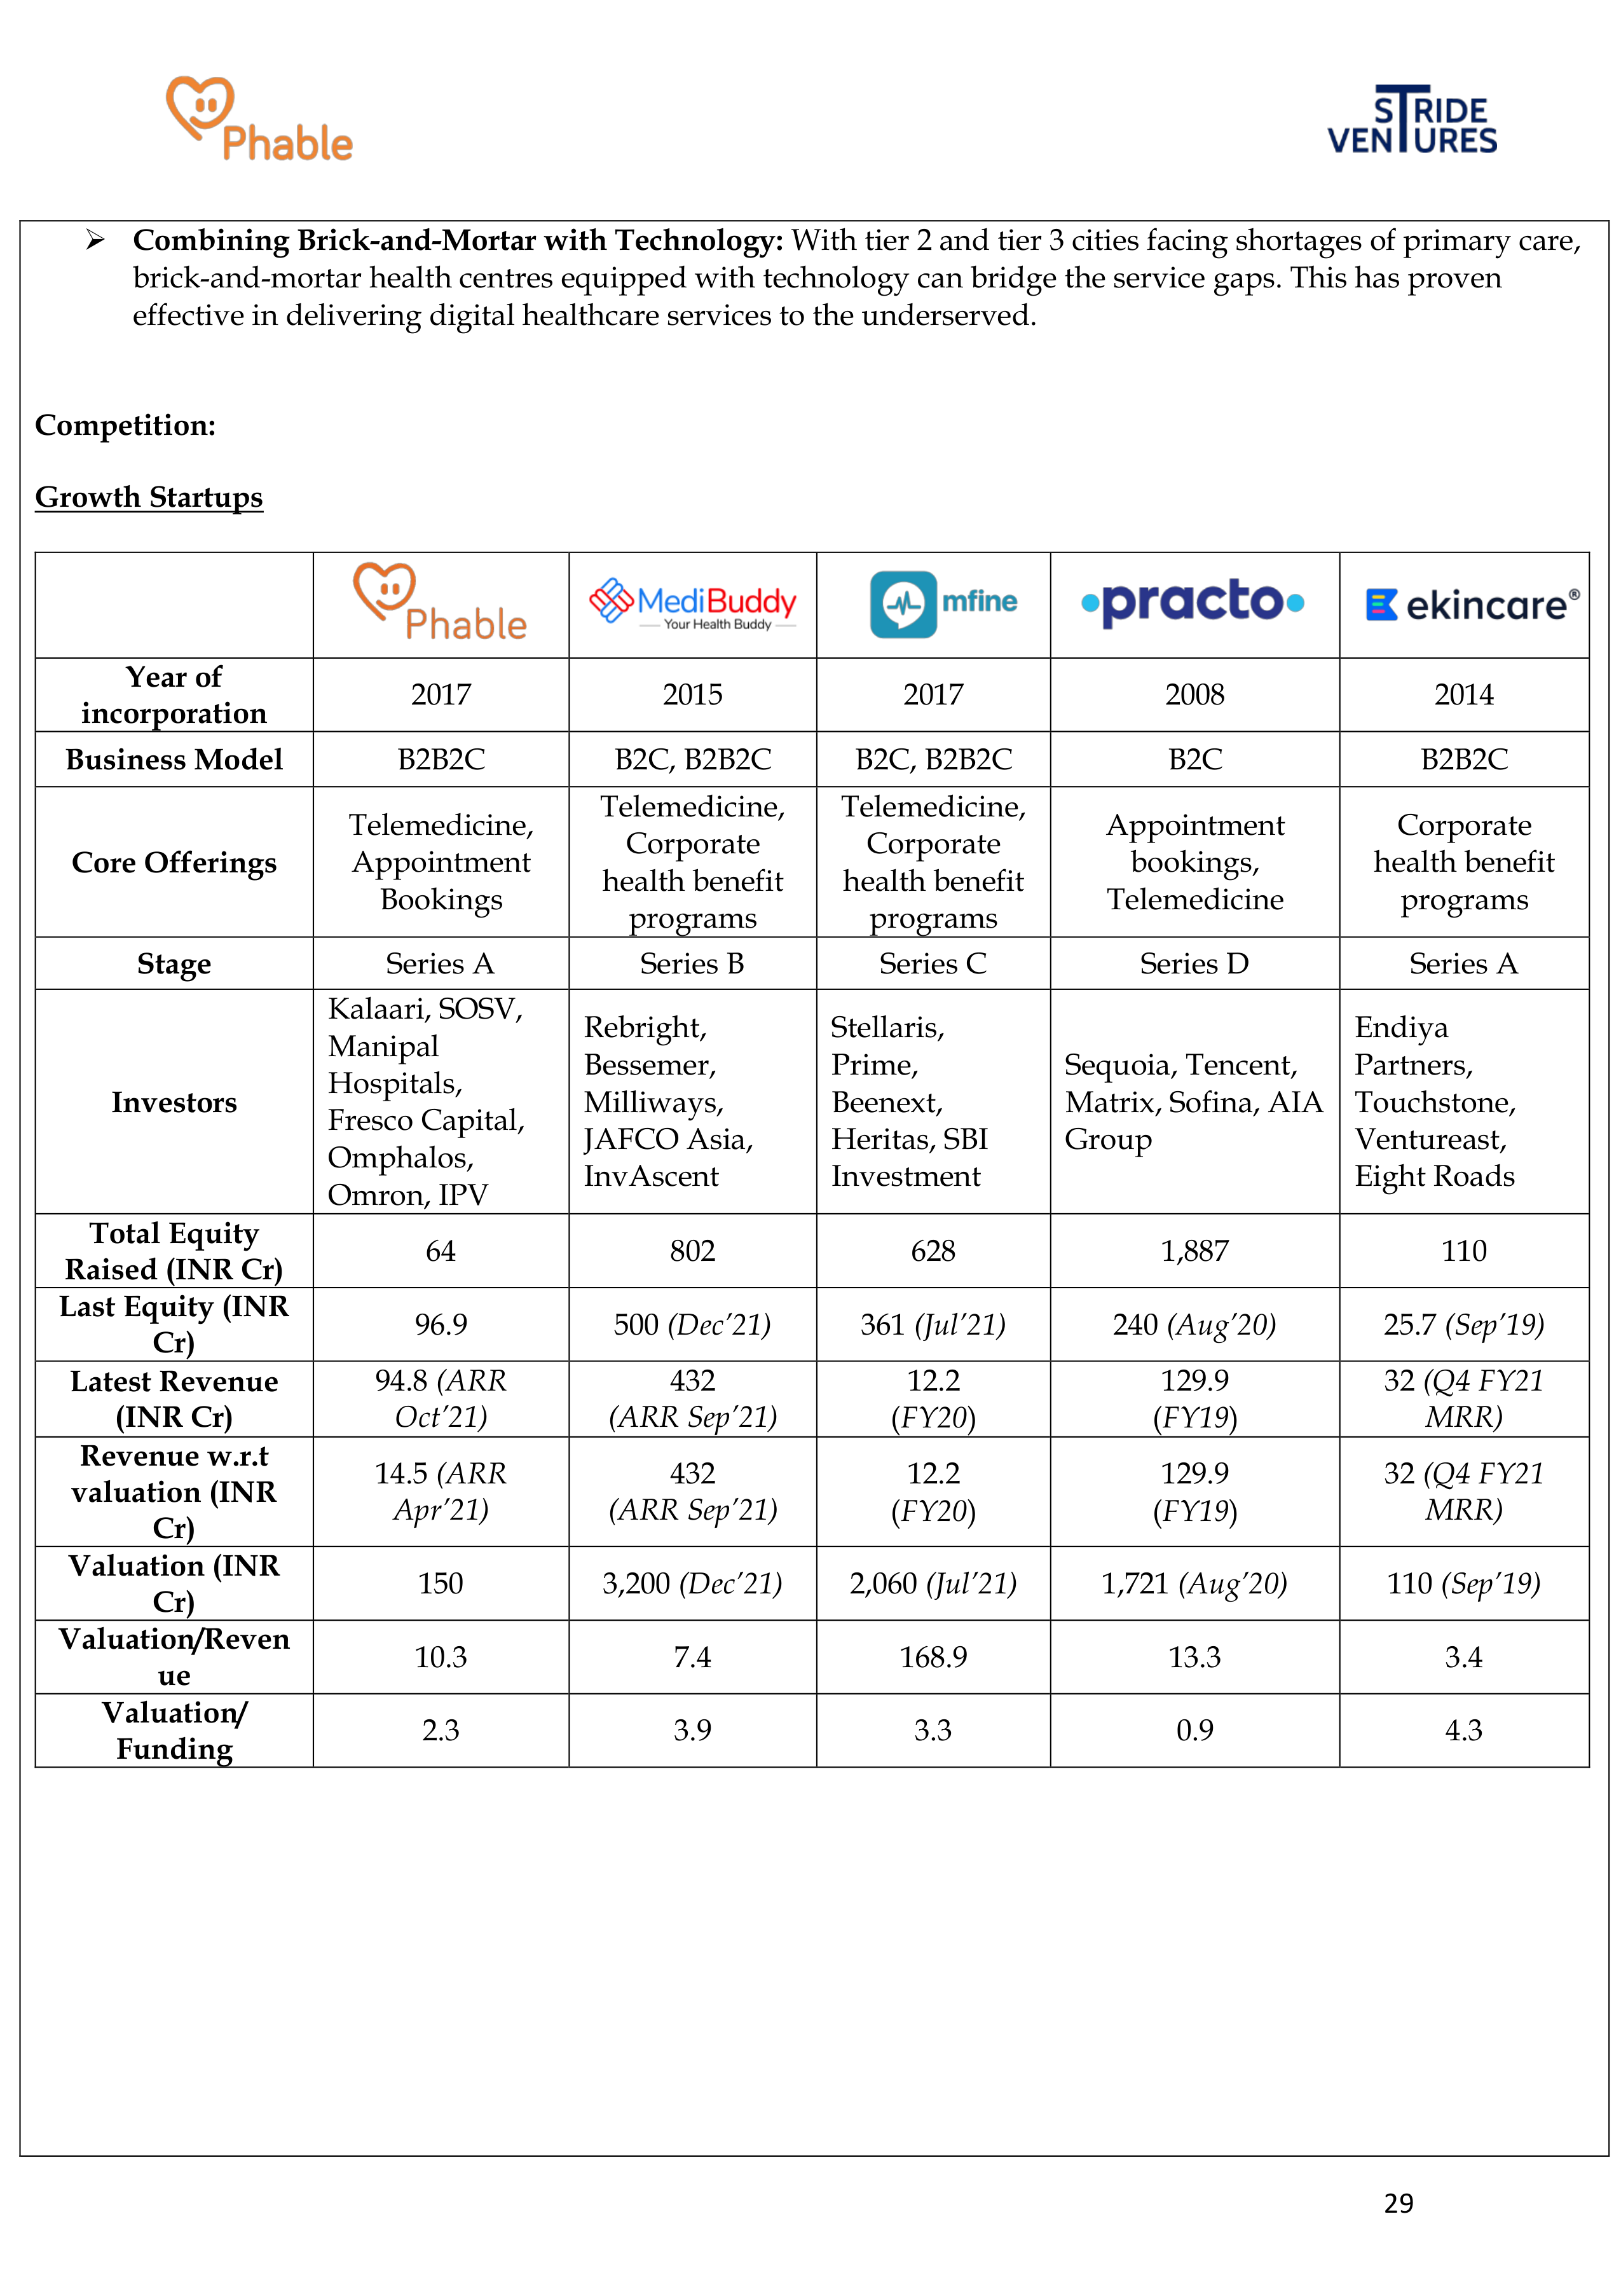 Phable
STRIDE
VENTURES
➢ Combining Brick-and-Mortar with Technology: With tier 2 and tier 3 cities facing shortages of primary care,
brick-and-mortar health centres equipped with technology can bridge the service gaps. This has proven
effective in delivering digital healthcare services to the underserved.
Competition:
Growth Startups
Phable
MediBuddy
Your Health Buddy
mfine
practo
ekincare®
Year of
incorporation
2017
2015
2017
2008
2014
Business Model
B2B2C
B2C, B2B2C
B2C, B2B2C
B2C
B2B2C
Core Offerings
Telemedicine,
Appointment
Bookings
Telemedicine,
Corporate
health benefit
programs
Telemedicine,
Corporate
health benefit
programs
Appointment
bookings,
Telemedicine
Corporate
health benefit
programs
Stage
Series A
Series B
Series C
Series D
Series A
Investors
Kalaari, SOSV,
Manipal
Hospitals,
Fresco Capital,
Omphalos,
Omron, IPV
Rebright,
Bessemer,
Milliways,
JAFCO Asia,
InvAscent
Stellaris,
Prime,
Beenext,
Heritas, SBI
Investment
Sequoia, Tencent,
Matrix, Sofina, AIA
Group
Endiya
Partners,
Touchstone,
Ventureast,
Eight Roads
Total Equity
Raised (INR Cr)
64
802
628
1,887
110
Last Equity (INR
Cr)
96.9
500 (Dec'21)
361 (Jul'21)
240 (Aug'20)
25.7 (Sep'19)
Latest Revenue
(INR Cr)
94.8 (ARR
Oct'21)
432
(ARR Sep'21)
12.2
(FY20)
129.9
(FY19)
32 (Q4 FY21
MRR)
Revenue w.r.t
valuation (INR
Cr)
14.5 (ARR
Apr'21)
432
(ARR Sep'21)
12.2
(FY20)
129.9
(FY19)
32 (Q4 FY21
MRR)
Valuation (INR
Cr)
150
3,200 (Dec'21)
2,060 (Jul'21)
1,721 (Aug'20)
110 (Sep'19)
Valuation/Reven
ue
10.3
7.4
168.9
13.3
3.4
Valuation/
Funding
2.3
3.9
3.3
0.9
4.3
29